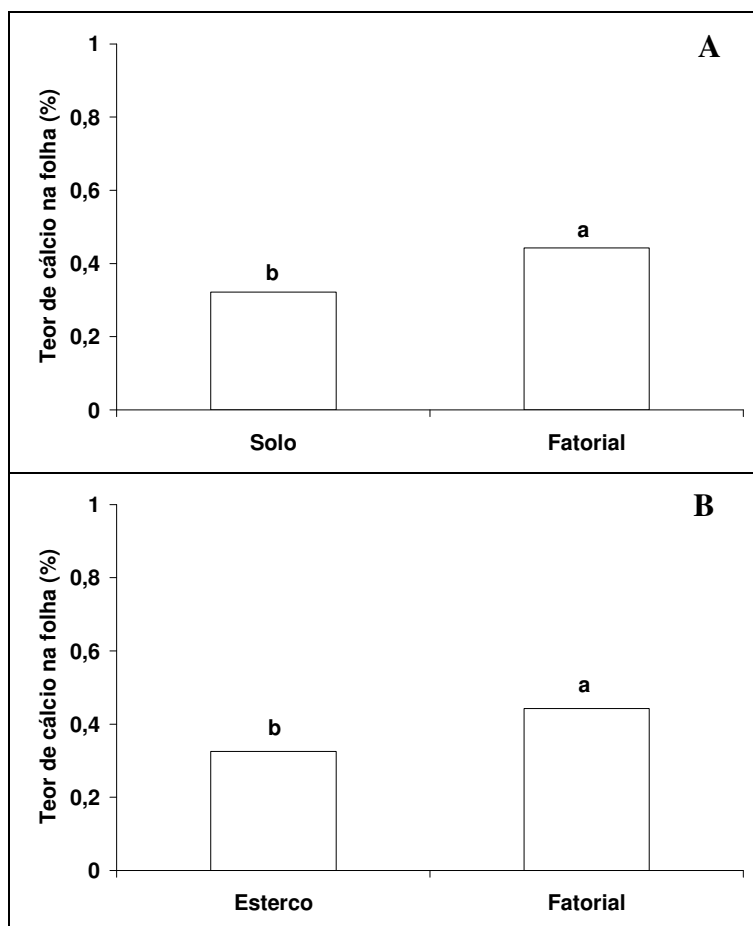 A
Teor de cálcio na folha (%)
1
0,8
0,6
0,4
0,2
0
b
a
Solo Fatorial
B
Teor de cálcio na folha (%)
1
0,8
0,6
0,4
0,2
0
b
a
Esterco Fatorial